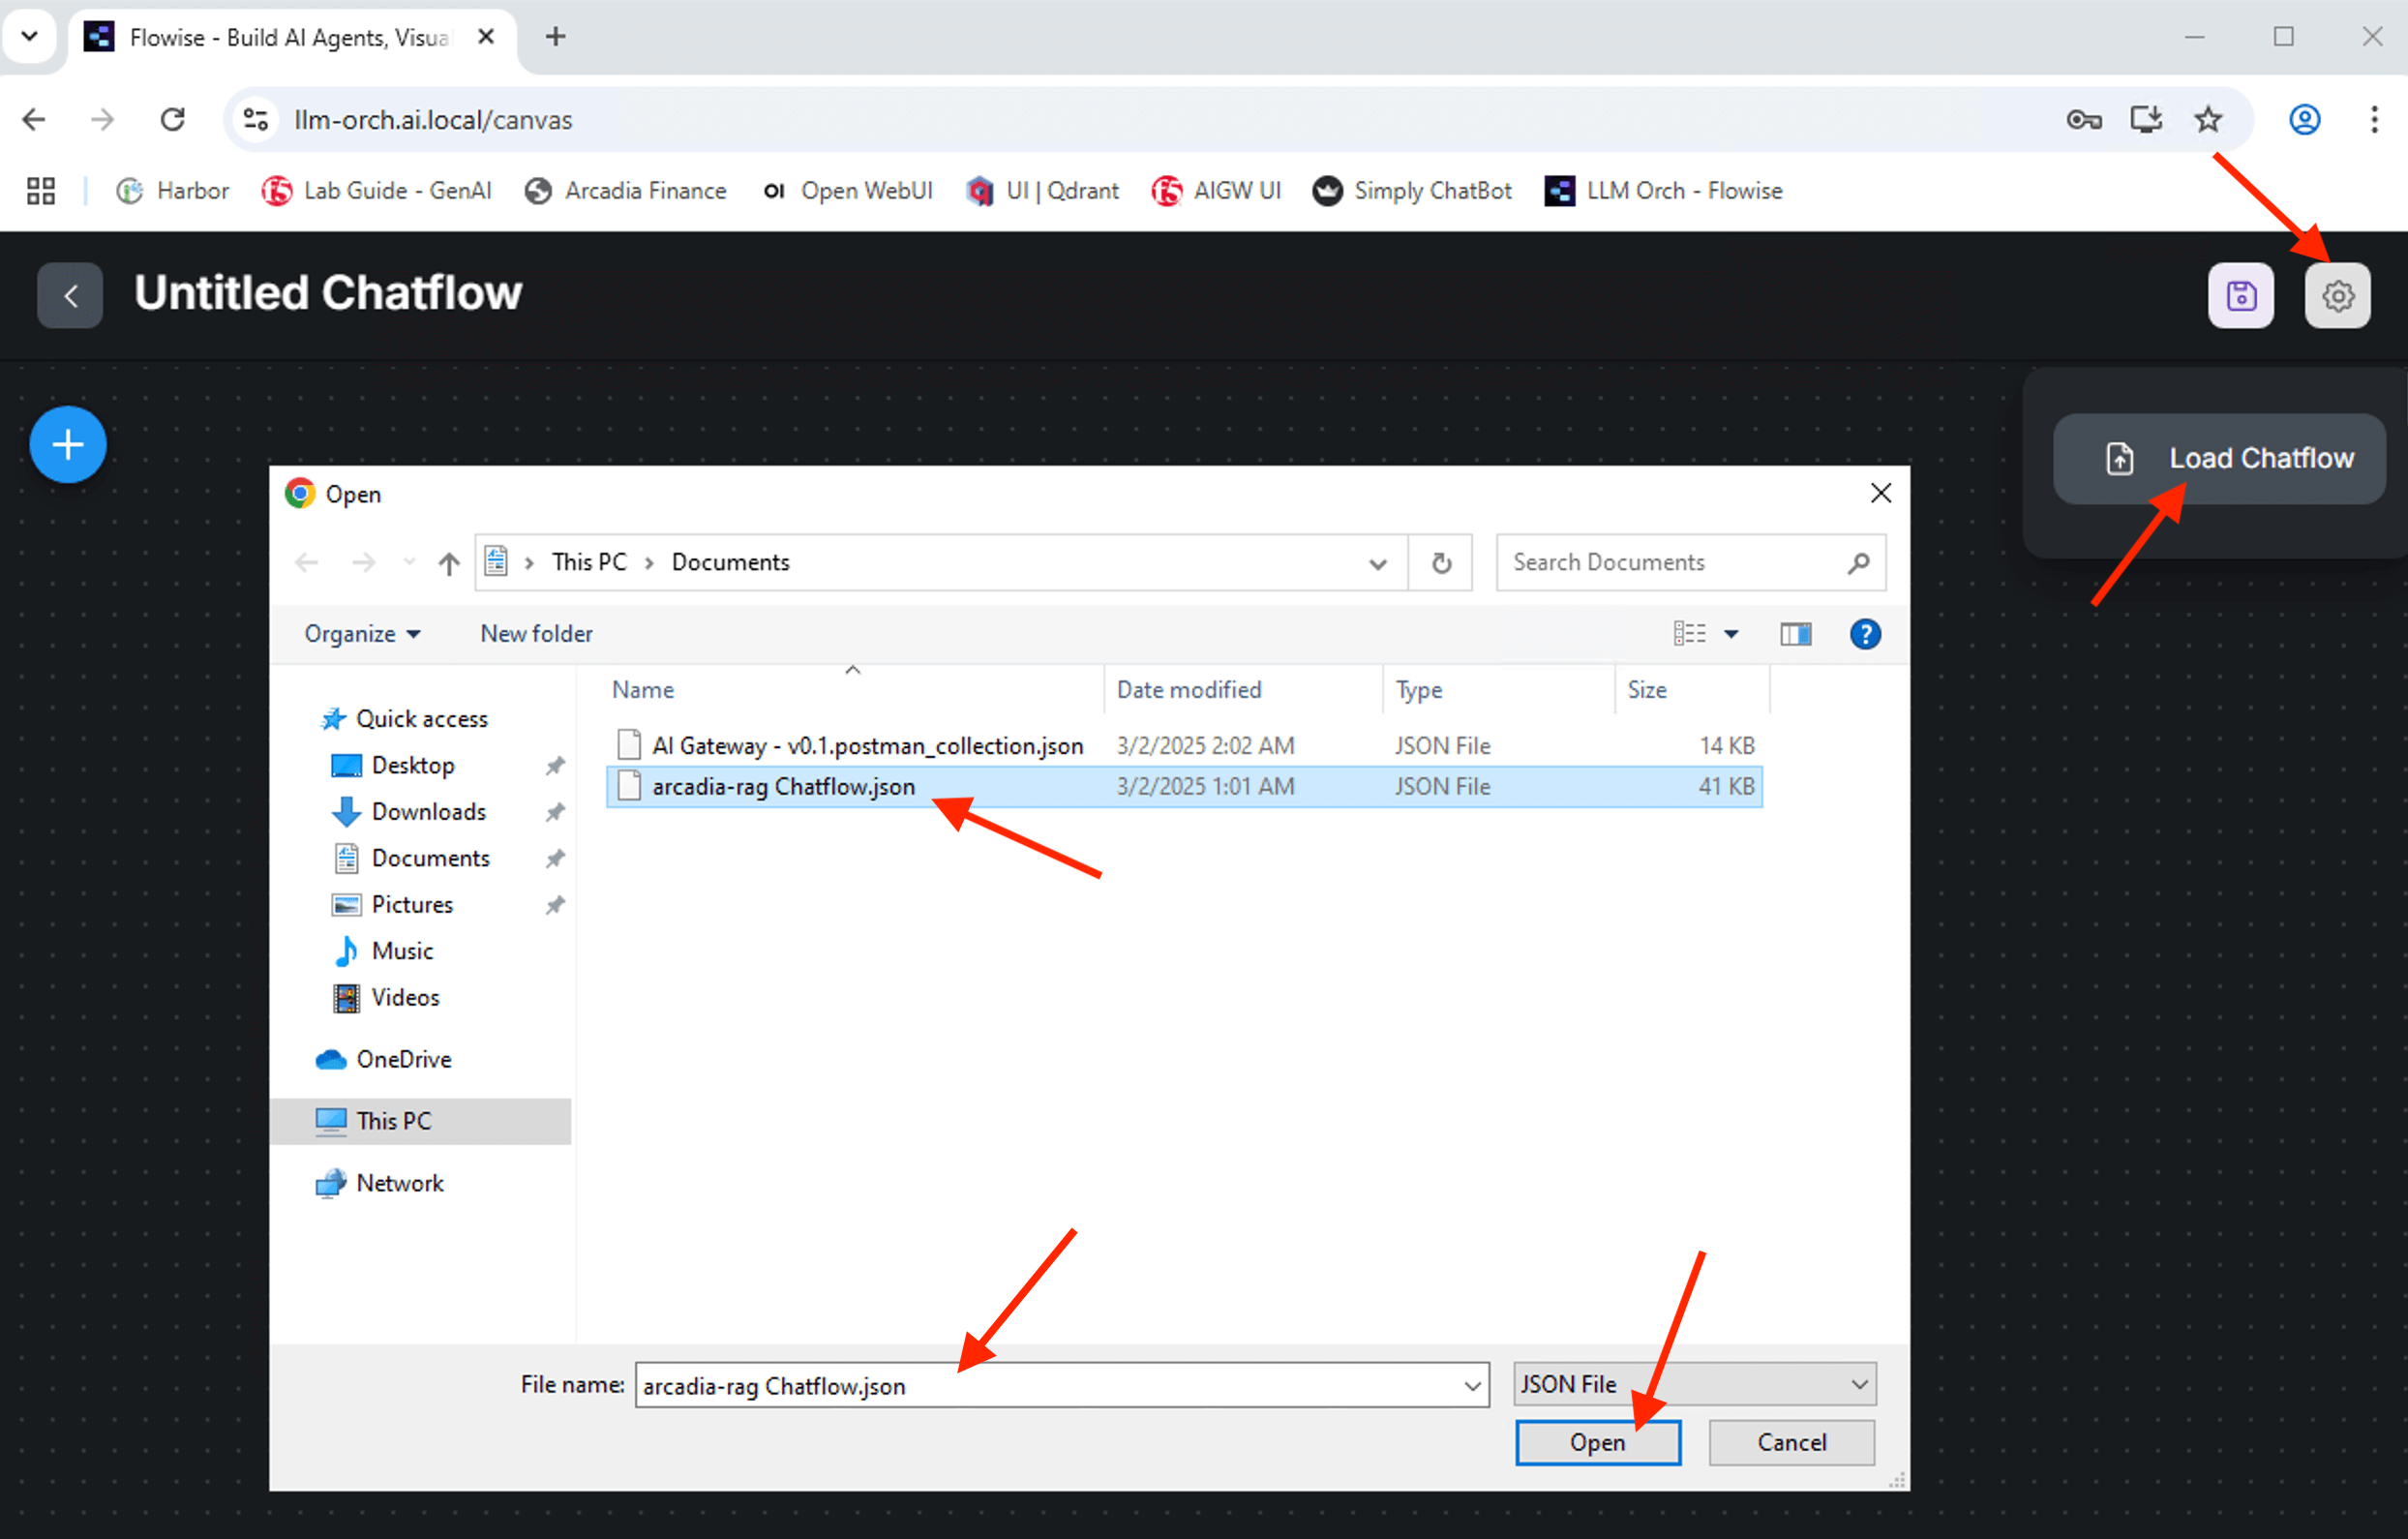 Flowise - Build AI Agents, Visua
llm-orch.ai.local/canvas
Harbor Lab Guide - GenAI Arcadia Finance OI Open WebUI UI | Qdrant AIGW UI Simply ChatBot LLM Orch - Flowise
Untitled Chatflow
Load Chatflow
Open
This PC › Documents
Search Documents
Organize New folder
Name Date modified Type Size
AI Gateway - v0.1.postman_collection.json 3/2/2025 2:02 AM JSON File 14 KB
arcadia-rag Chatflow.json 3/2/2025 1:01 AM JSON File 41 KB
Quick access
Desktop
Downloads
Documents
Pictures
Music
Videos
OneDrive
This PC
Network
File name: arcadia-rag Chatflow.json JSON File
Open Cancel